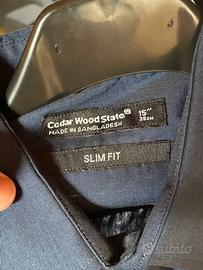 Cedar Wood State®
MADE IN BANGLADESH
15"
38CM
SLIM FIT
subito